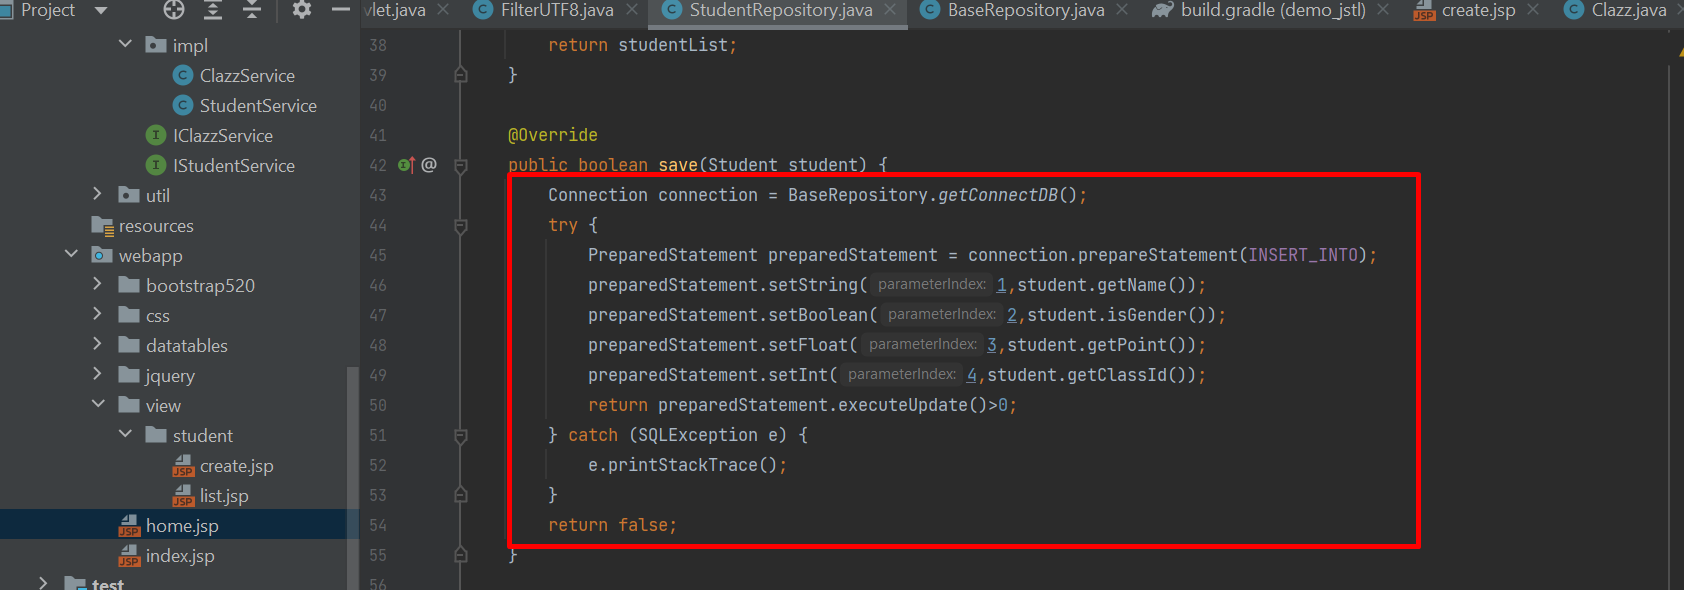 Project
vlet.java FilterUTF8.java StudentRepository.java BaseRepository.java build.gradle (demo_jstl) create.jsp Clazz.java
impl
C ClazzService
C StudentService
I IClazzService
I IStudentService
util
resources
webapp
bootstrap520
css
datatables
jquery
view
student
JSP create.jsp
JSP list.jsp
JSP home.jsp
JSP index.jsp
test
38 return studentList;
39 }
40
41 @Override
42 public boolean save(Student student) {
43 Connection connection = BaseRepository.getConnectDB();
44 try {
45 PreparedStatement preparedStatement = connection.prepareStatement(INSERT_INTO);
46 preparedStatement.setString( parameterIndex: 1,student.getName());
47 preparedStatement.setBoolean( parameterIndex: 2,student.isGender());
48 preparedStatement.setFloat( parameterIndex: 3,student.getPoint());
49 preparedStatement.setInt( parameterIndex: 4,student.getClassId());
50 return preparedStatement.executeUpdate()>0;
51 } catch (SQLException e) {
52 e.printStackTrace();
53 }
54 return false;
55 }
56